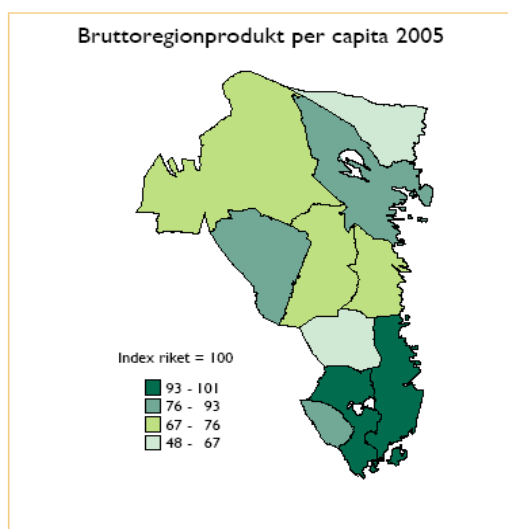 Bruttoregionprodukt per capita 2005
Index riket = 100
93 - 101
76 - 93
67 - 76
48 - 67